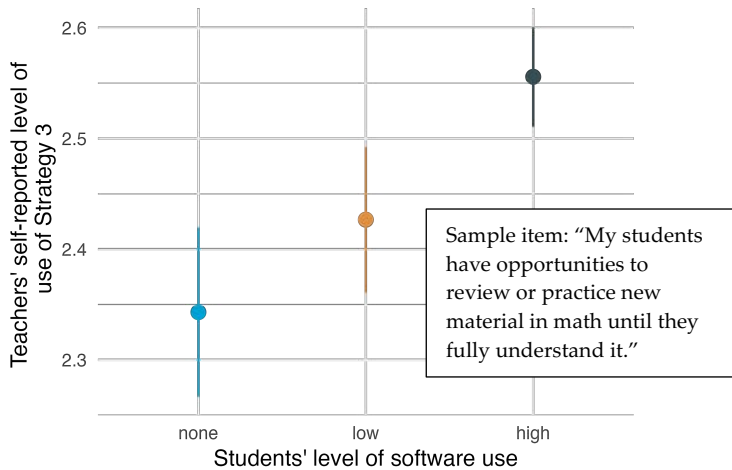 Teachers' self-reported level of
use of Strategy 3
2.6
2.5
2.4
2.3
Sample item: “My students
have opportunities to
review or practice new
material in math until they
fully understand it.”
none
low
high
Students' level of software use